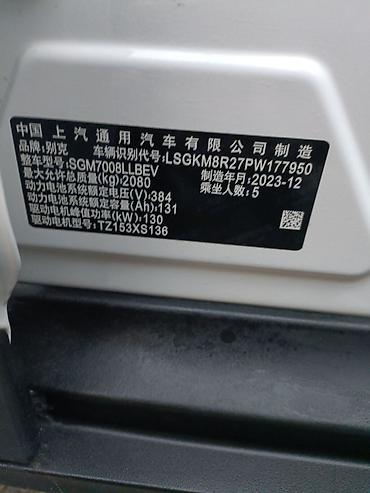 中国 上汽通用汽车有限公司制造
品牌:别克 车辆识别代号:LSGKM8R27PW177950
整车型号:SGM7008LLBEV 制造年月:2023-12
最大允许总质量(kg):2080 乘坐人数:5
动力电池系统额定电压(V):384
动力电池系统额定容量(Ah):131
驱动电机峰值功率(kW):130
驱动电机型号:TZ153XS136